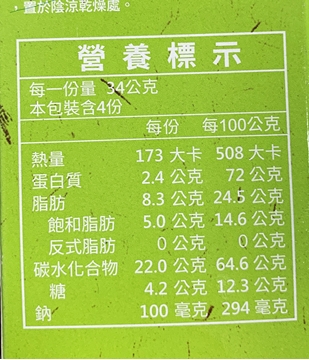 ，置於陰涼乾燥處。
營養標示
每一份量 34公克
本包裝含4份
每份 每100公克
熱量 173 大卡 508 大卡
蛋白質 2.4 公克 72 公克
脂肪 8.3 公克 24.5 公克
飽和脂肪 5.0 公克 14.6 公克
反式脂肪 0 公克 0 公克
碳水化合物 22.0 公克 64.6 公克
糖 4.2 公克 12.3 公克
鈉 100 毫克 294 毫克